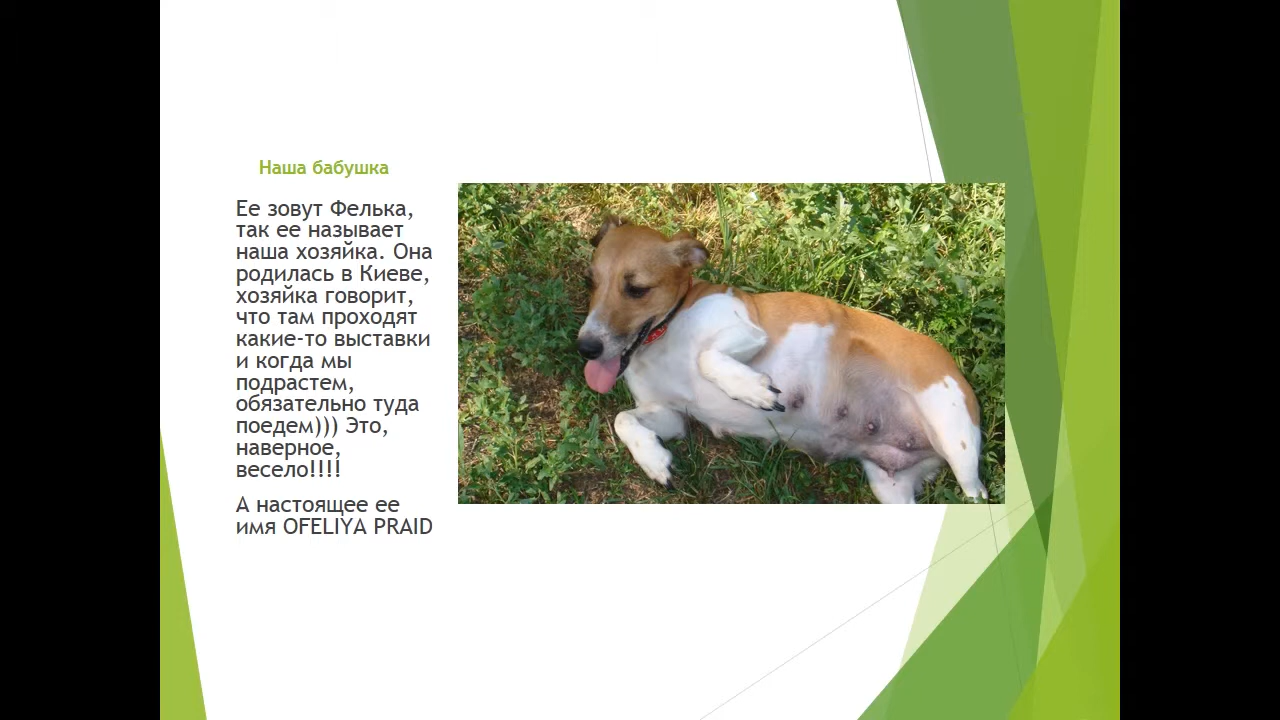 Наша бабушка
Ее зовут Фелька,
так ее называет
наша хозяйка. Она
родилась в Киеве,
хозяйка говорит,
что там проходят
какие-то выставки
и когда мы
подрастем,
обязательно туда
поедем))) Это,
наверное,
весело!!!!
А настоящее ее
имя OFELIYA PRAID